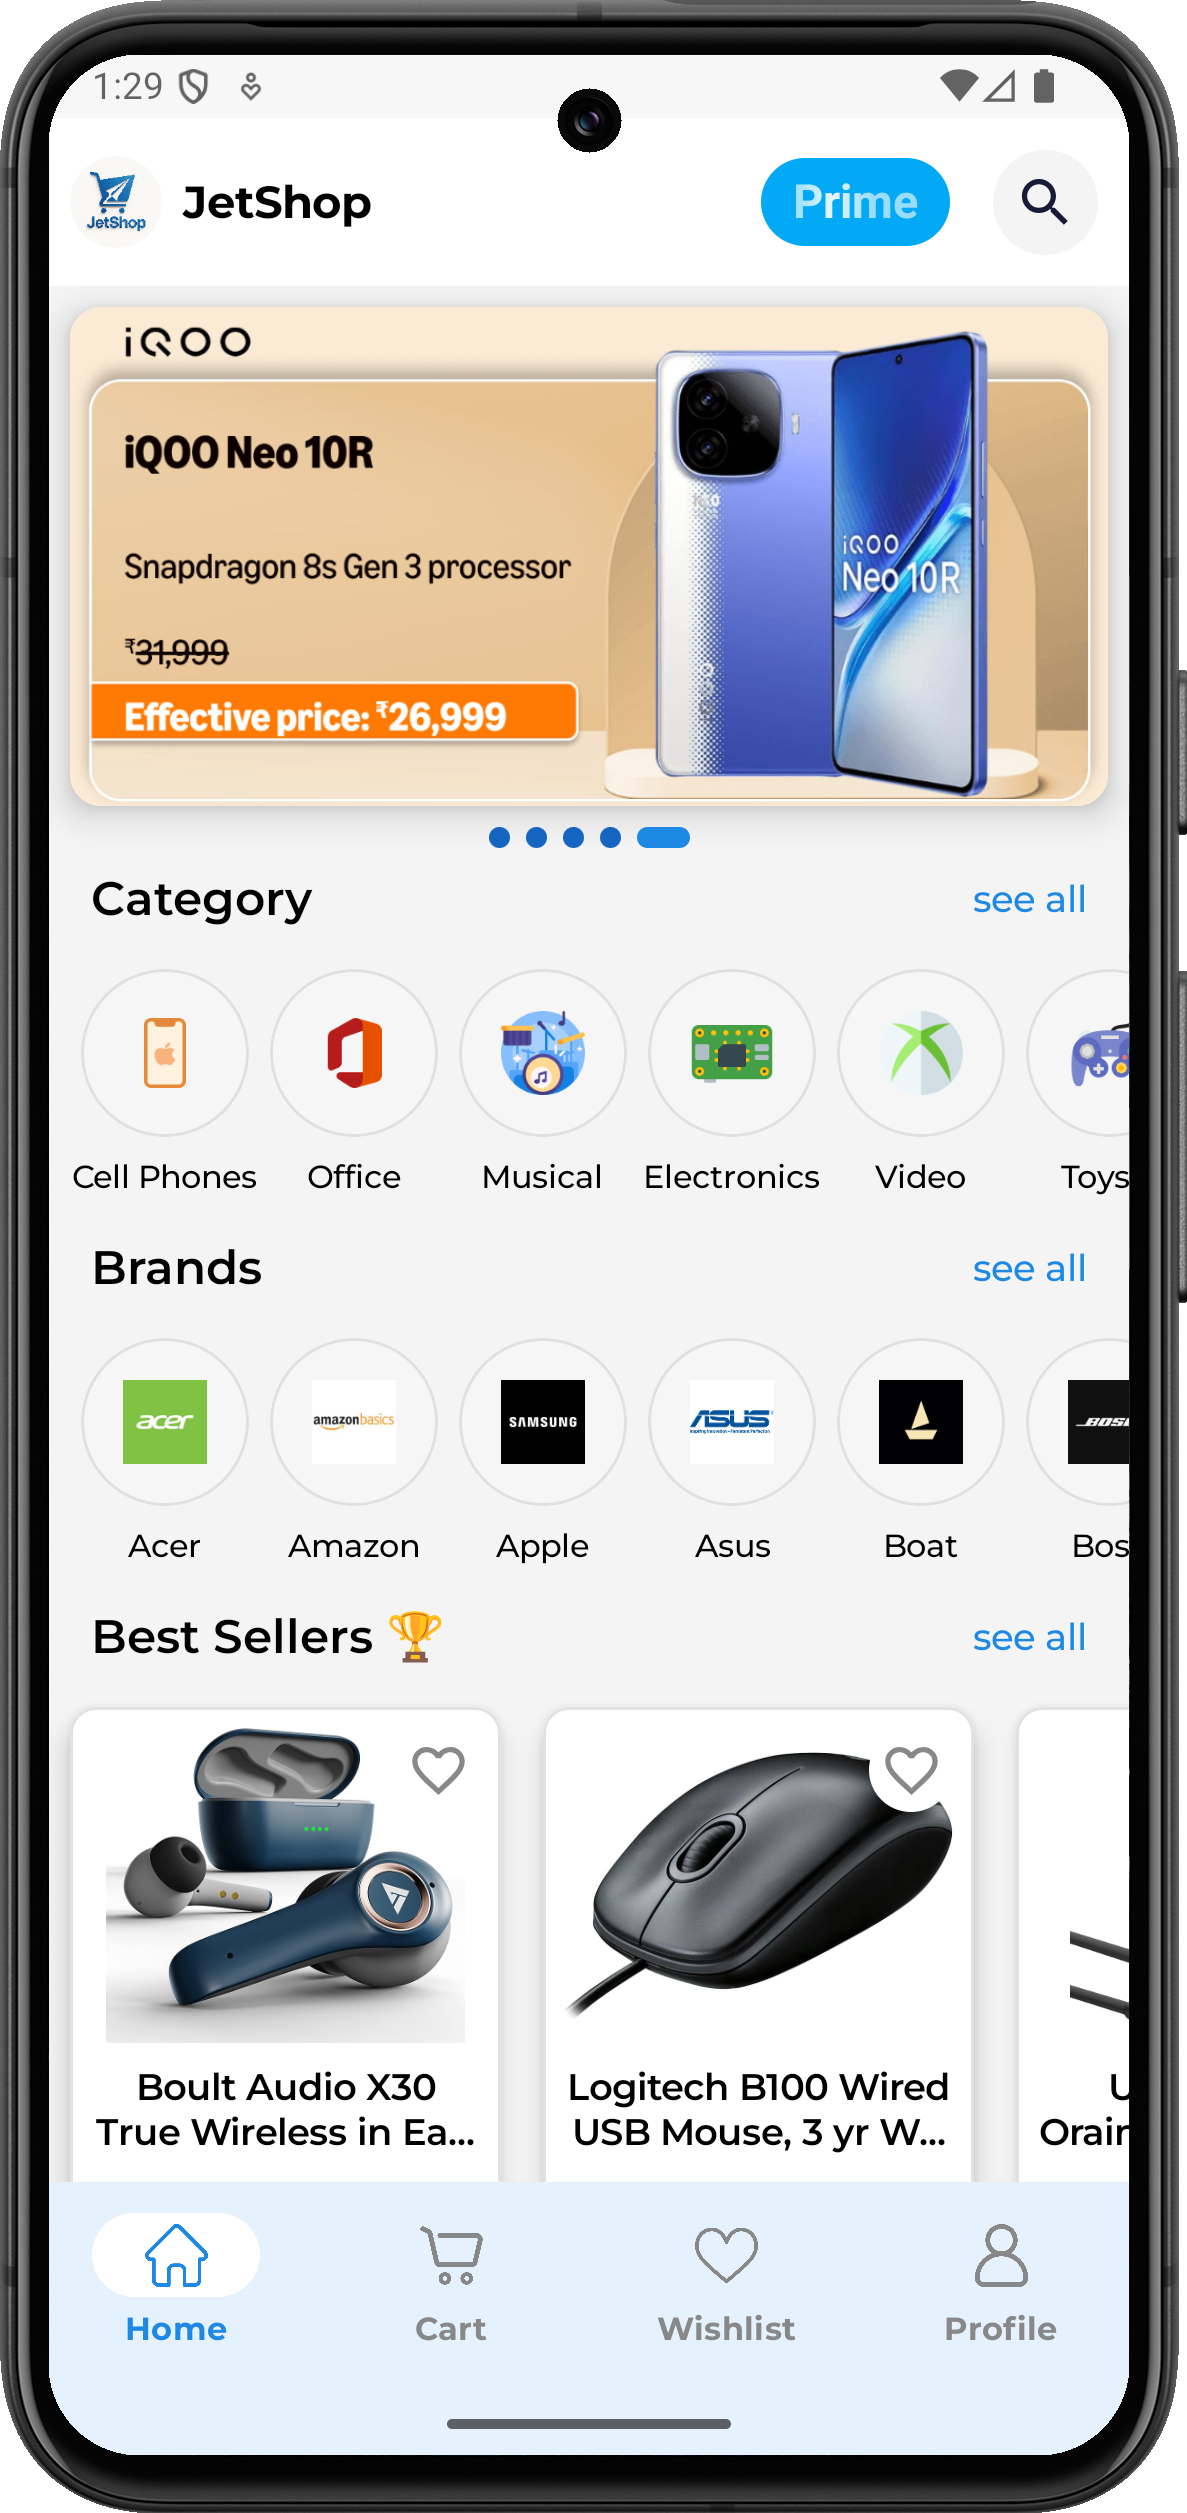 1:29
JetShop
JetShop
Prime
iQOO
iQOO Neo 10R
Snapdragon 8s Gen 3 processor
₹31,999
Effective price: ₹26,999
iQOO
Neo 10R
Category
see all
Cell Phones
Office
Musical
Electronics
Video
Toys
Brands
see all
acer
amazonbasics
SAMSUNG
ASUS
BOS
Acer
Amazon
Apple
Asus
Boat
Bos
Best Sellers 🏆
see all
Boult Audio X30
True Wireless in Ea...
Logitech B100 Wired
USB Mouse, 3 yr W...
U
Orain
Home
Cart
Wishlist
Profile